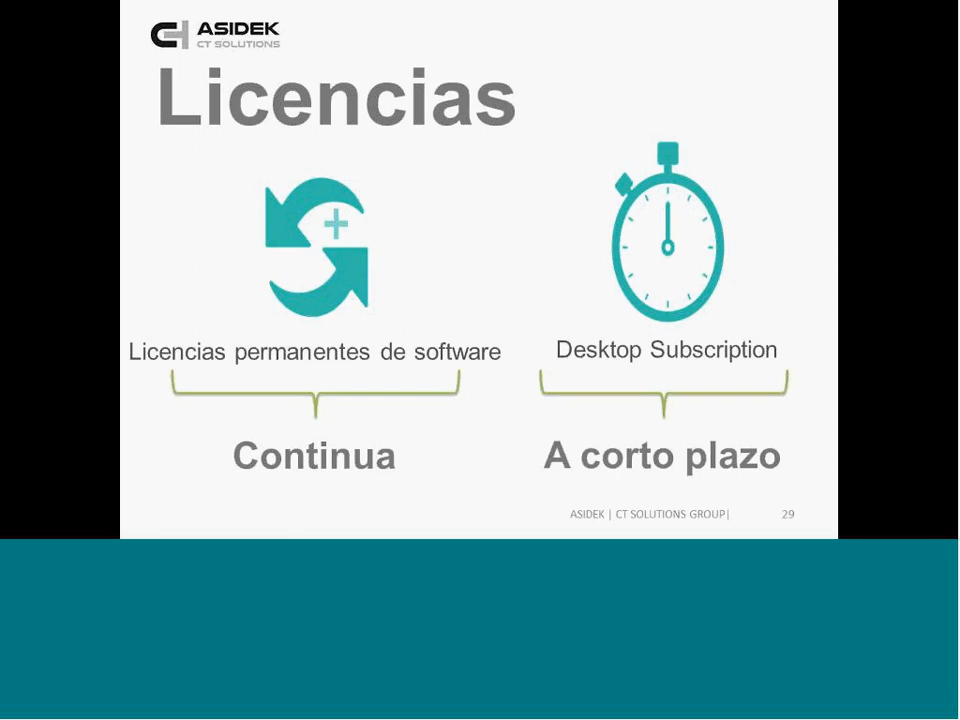 ASIDEK
CT SOLUTIONS
Licencias
Licencias permanentes de software
Desktop Subscription
Continua
A corto plazo
ASIDEK | CT SOLUTIONS GROUP|
29